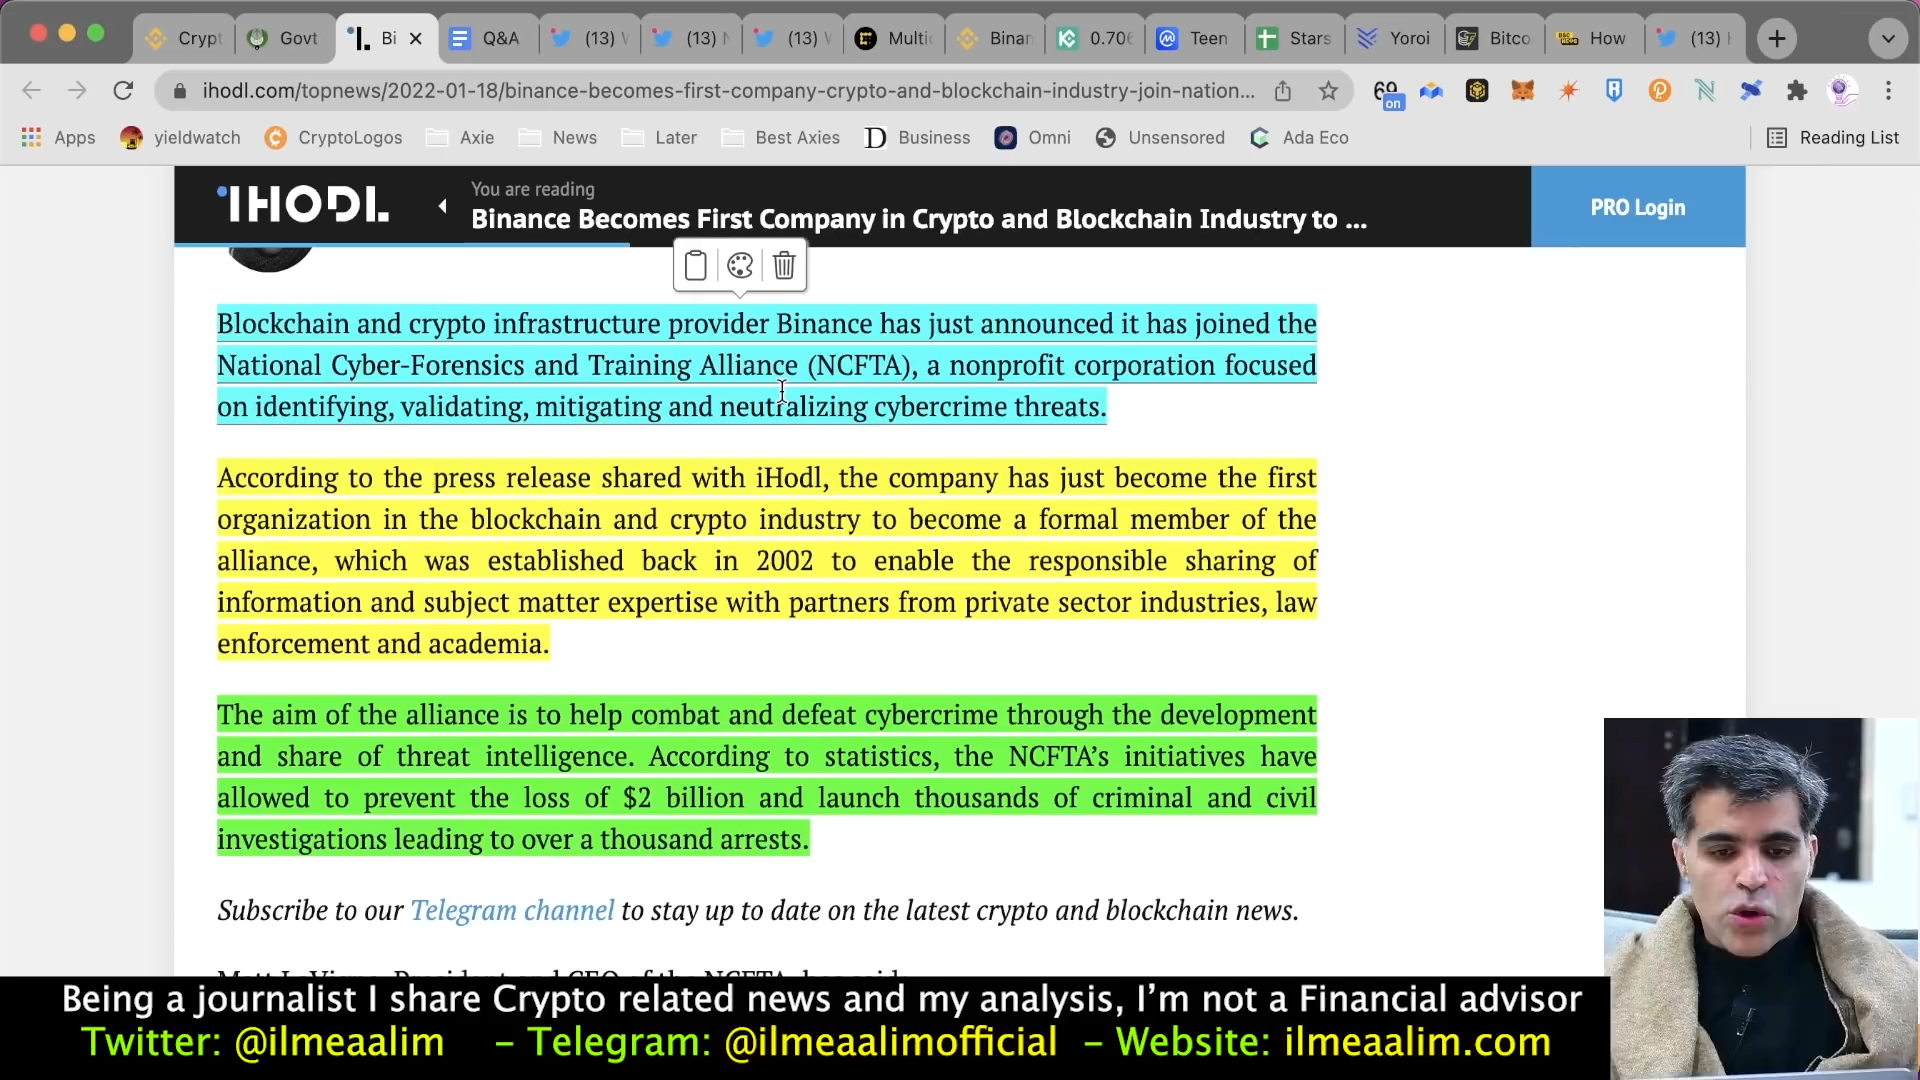 Crypt
Govt
Bi
Q&A
(13)
(13)
(13)
Multi
Binan
0.706
Teen
Stars
Yoroi
Bitco
How
(13)
ihodl.com/topnews/2022-01-18/binance-becomes-first-company-crypto-and-blockchain-industry-join-nation...
69
on
Apps
yieldwatch
CryptoLogos
Axie
News
Later
Best Axies
Business
Omni
Unsensored
Ada Eco
Reading List
IHODL
You are reading
Binance Becomes First Company in Crypto and Blockchain Industry to ...
PRO Login
Blockchain and crypto infrastructure provider Binance has just announced it has joined the
National Cyber-Forensics and Training Alliance (NCFTA), a nonprofit corporation focused
on identifying, validating, mitigating and neutralizing cybercrime threats.
According to the press release shared with iHodl, the company has just become the first
organization in the blockchain and crypto industry to become a formal member of the
alliance, which was established back in 2002 to enable the responsible sharing of
information and subject matter expertise with partners from private sector industries, law
enforcement and academia.
The aim of the alliance is to help combat and defeat cybercrime through the development
and share of threat intelligence. According to statistics, the NCFTA’s initiatives have
allowed to prevent the loss of $2 billion and launch thousands of criminal and civil
investigations leading to over a thousand arrests.
Subscribe to our Telegram channel to stay up to date on the latest crypto and blockchain news.
Being a journalist I share Crypto related news and my analysis, I’m not a Financial advisor
Twitter: @ilmeaalim – Telegram: @ilmeaalimofficial – Website: ilmeaalim.com